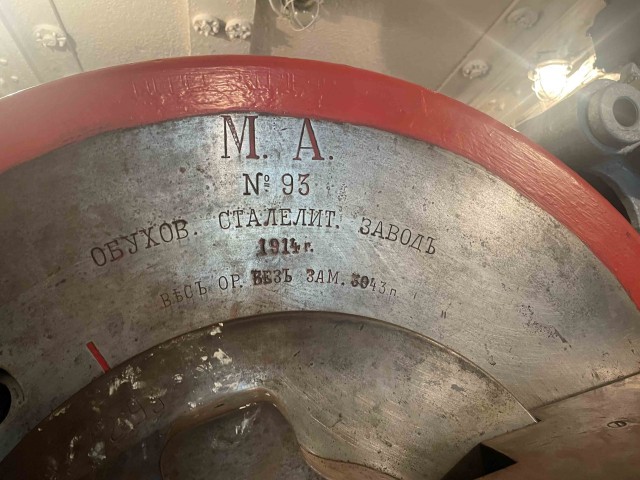 М. А.
№ 93
ОБУХОВ. СТАЛЕЛИТ. ЗАВОДЪ
1914 г.
ВѢСЪ ОР. БЕЗЪ ЗАМ. 3043 п